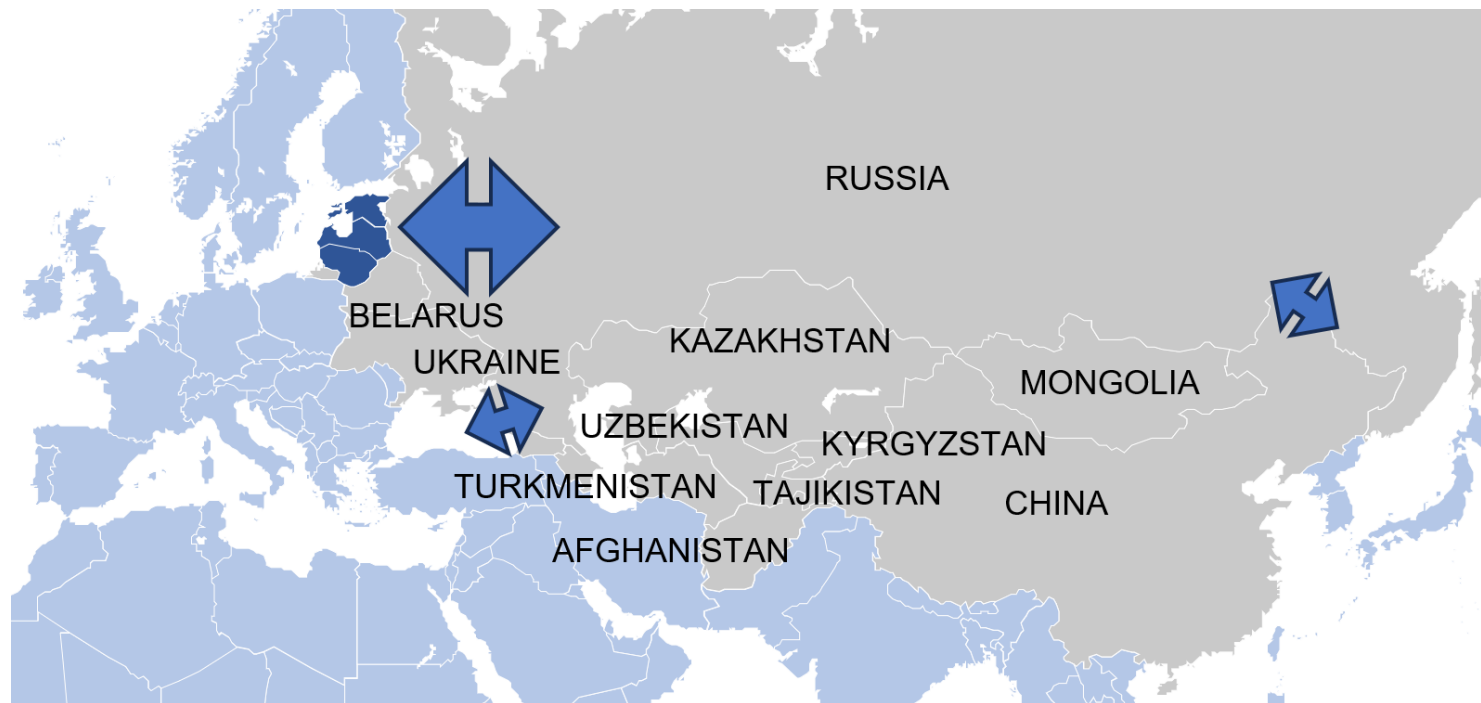 RUSSIA
BELARUS
KAZAKHSTAN
UKRAINE
MONGOLIA
UZBEKISTAN
KYRGYZSTAN
TURKMENISTAN
TAJIKISTAN
CHINA
AFGHANISTAN